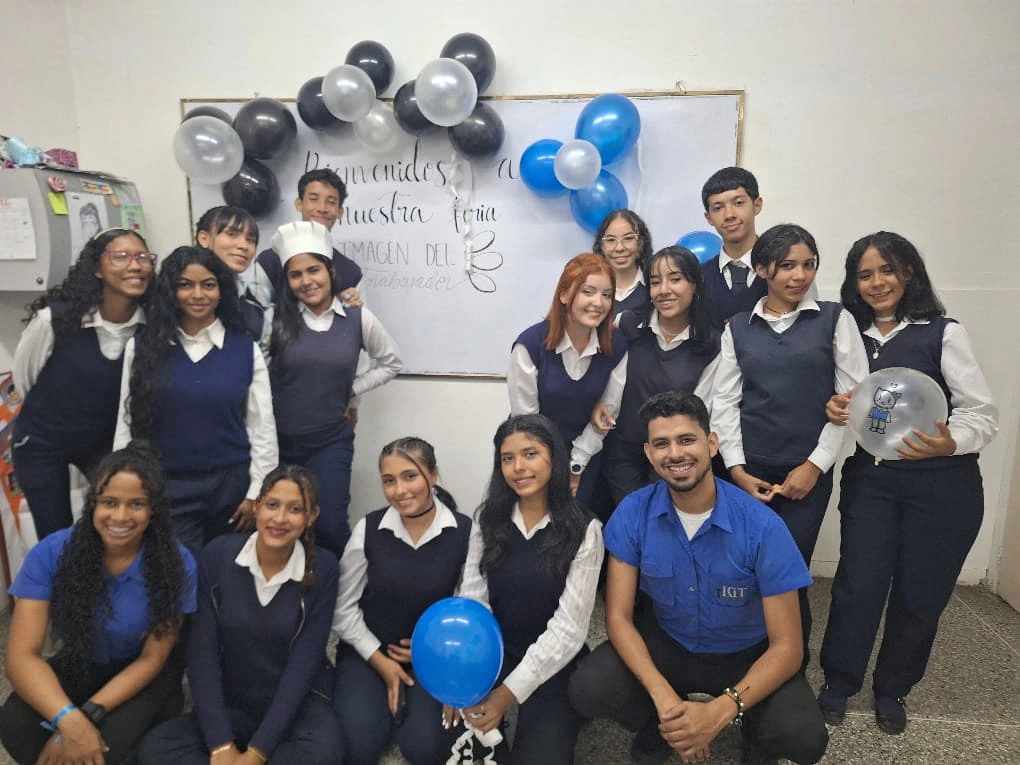 Bienvenidos a
nuestra feria
IMAGEN DEL
Trabajador
IGT